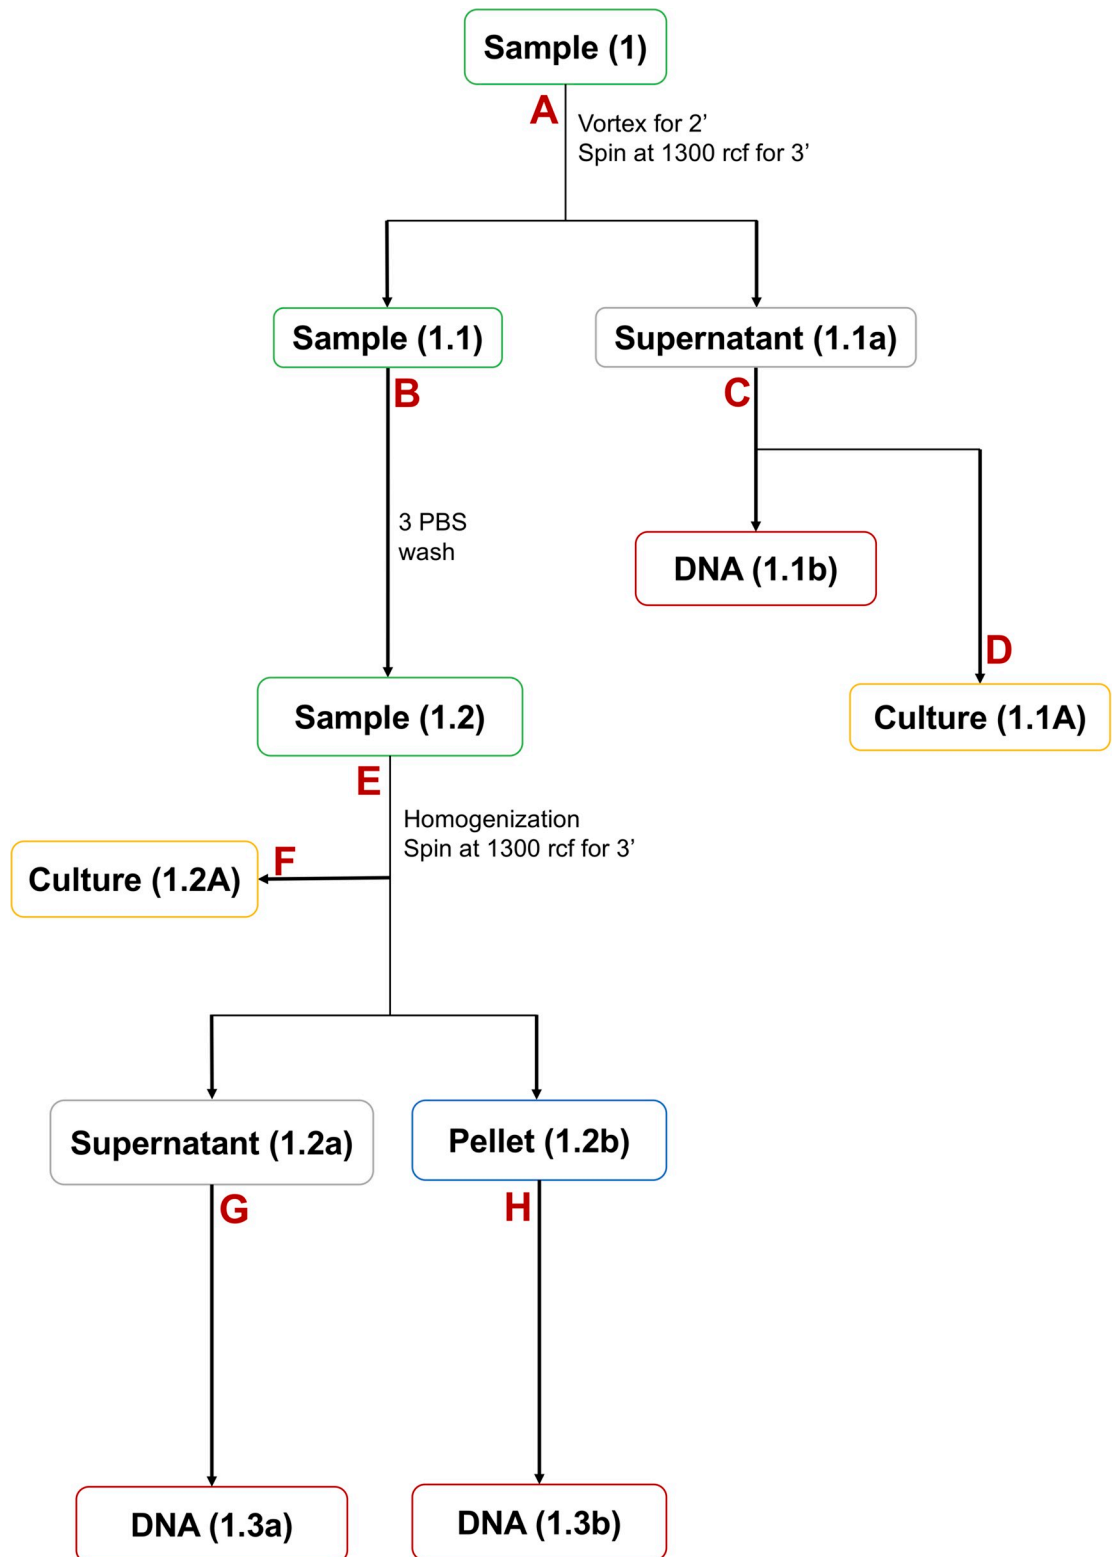 Sample (1)
A
Vortex for 2’
Spin at 1300 rcf for 3’
Sample (1.1)
Supernatant (1.1a)
B
C
3 PBS
wash
DNA (1.1b)
D
Sample (1.2)
Culture (1.1A)
E
Homogenization
Spin at 1300 rcf for 3’
F
Culture (1.2A)
Supernatant (1.2a)
Pellet (1.2b)
G
H
DNA (1.3a)
DNA (1.3b)